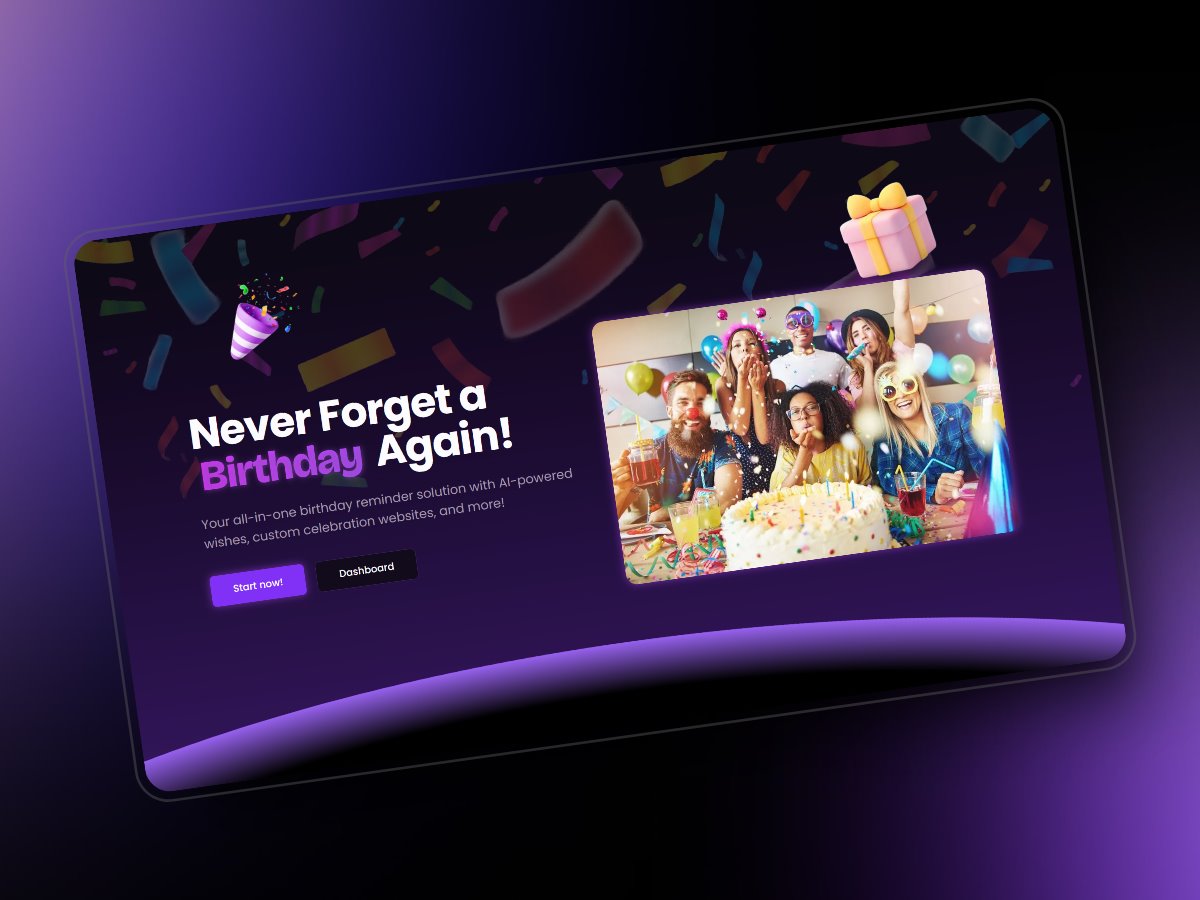 Never Forget a
Birthday Again!
Your all-in-one birthday reminder solution with AI-powered
wishes, custom celebration websites, and more!
Start now!
Dashboard